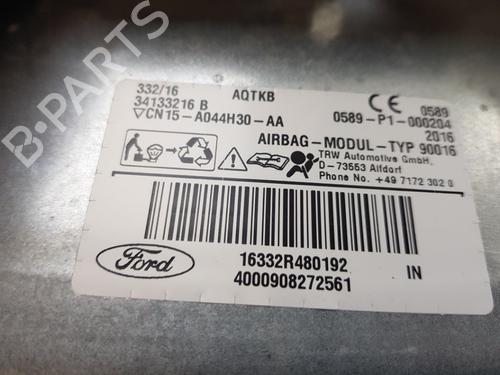 332/16 AQTKB
34133216 B CE 0589
▽CN15-A044H30-AA 0589-P1-000204
2016
AIRBAG-MODUL-TYP 90016
TRW Automotive GmbH.
D-73553 Alfdorf
Phone No. +49 7172 302 0
Ford 16332R480192 IN
4000908272561
B-PARTS